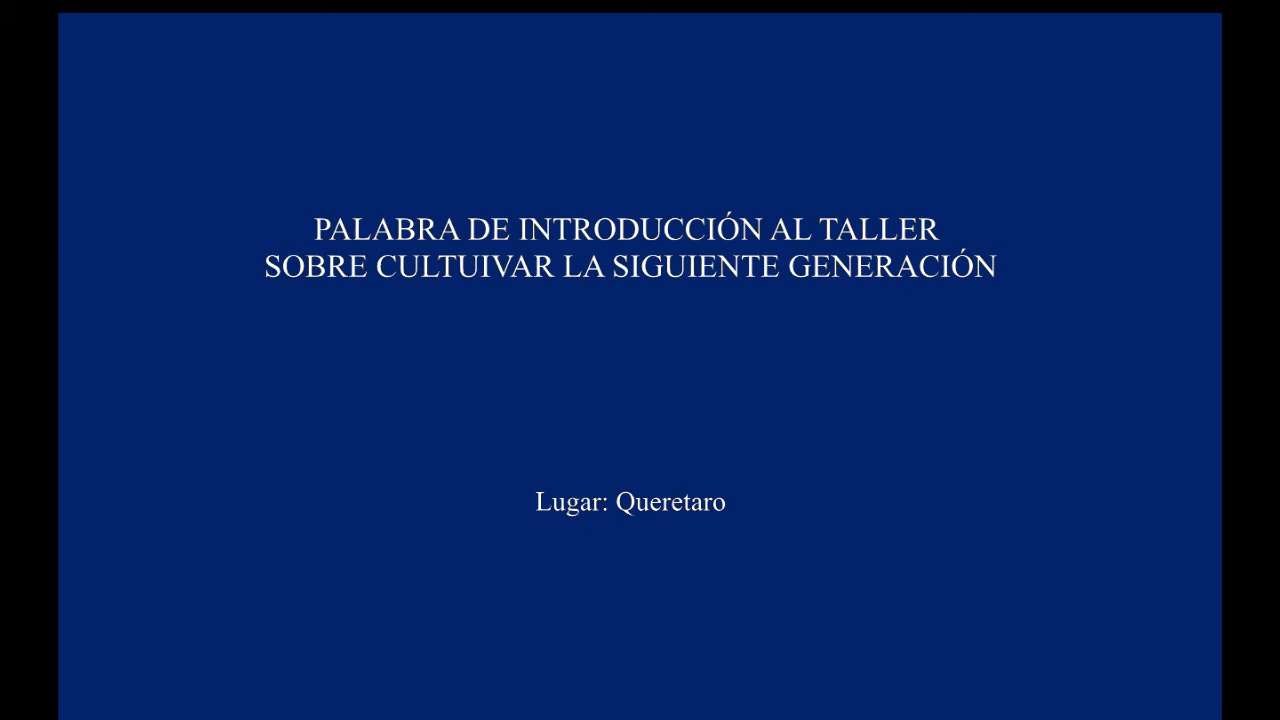 PALABRA DE INTRODUCCIÓN AL TALLER
SOBRE CULTUIVAR LA SIGUIENTE GENERACIÓN
Lugar: Queretaro